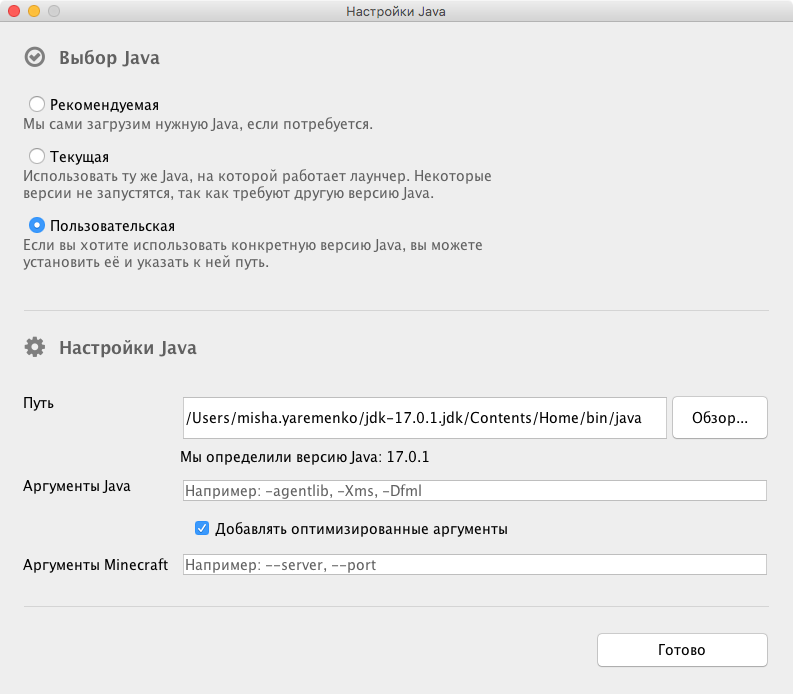 Настройки Java
Выбор Java
Рекомендуемая
Мы сами загрузим нужную Java, если потребуется.
Текущая
Использовать ту же Java, на которой работает лаунчер. Некоторые
версии не запустятся, так как требуют другую версию Java.
Пользовательская
Если вы хотите использовать конкретную версию Java, вы можете
установить её и указать к ней путь.
Настройки Java
Путь
/Users/misha.yaremenko/jdk-17.0.1.jdk/Contents/Home/bin/java
Обзор...
Мы определили версию Java: 17.0.1
Аргументы Java
Например: -agentlib, -Xms, -Dfml
Добавлять оптимизированные аргументы
Аргументы Minecraft
Например: --server, --port
Готово